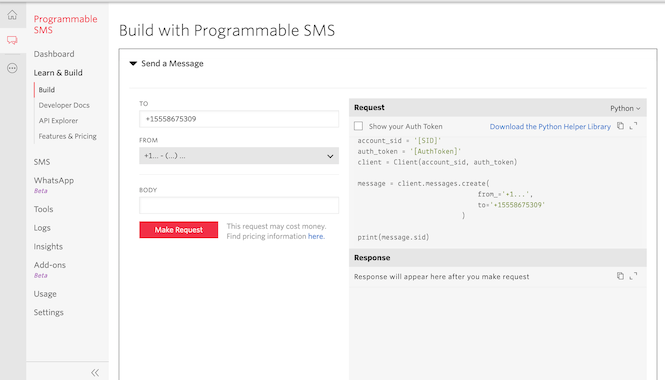 Programmable
SMS
Dashboard
Learn & Build
Build
Developer Docs
API Explorer
Features & Pricing
SMS
WhatsApp
Beta
Tools
Logs
Insights
Add-ons
Beta
Usage
Settings
Build with Programmable SMS
Send a Message
TO
+15558675309
FROM
+1... - (...) ...
BODY
Make Request
This request may cost money.
Find pricing information here.
Request
Python
Show your Auth Token
Download the Python Helper Library
account_sid = '[SID]'
auth_token = '[AuthToken]'
client = Client(account_sid, auth_token)
message = client.messages.create(
from_='+1...',
to='+15558675309'
)
print(message.sid)
Response
Response will appear here after you make request